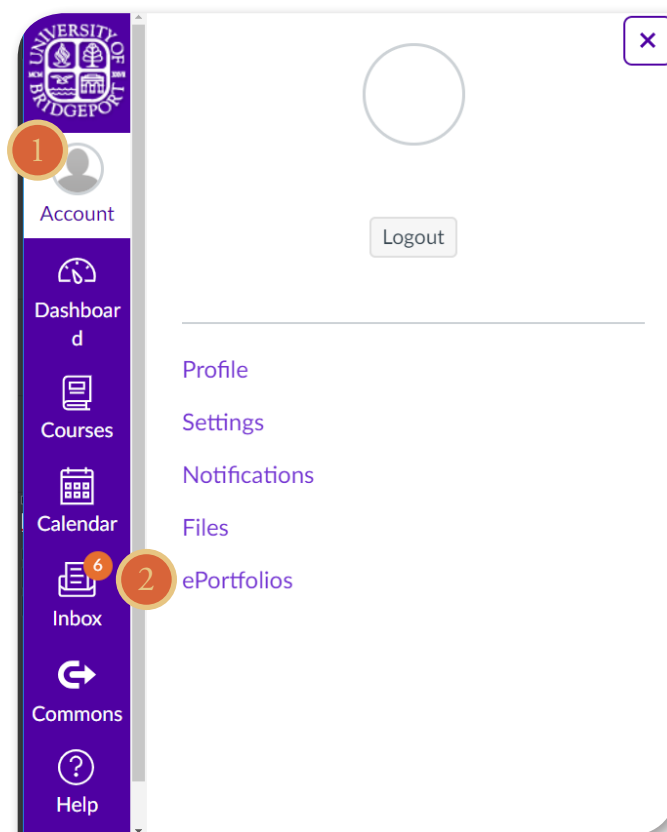 UNIVERSITY OF
BRIDGEPORT
1
Account
Dashboar
d
Courses
Calendar
6
Inbox
Commons
Help
Logout
Profile
Settings
Notifications
Files
2
ePortfolios